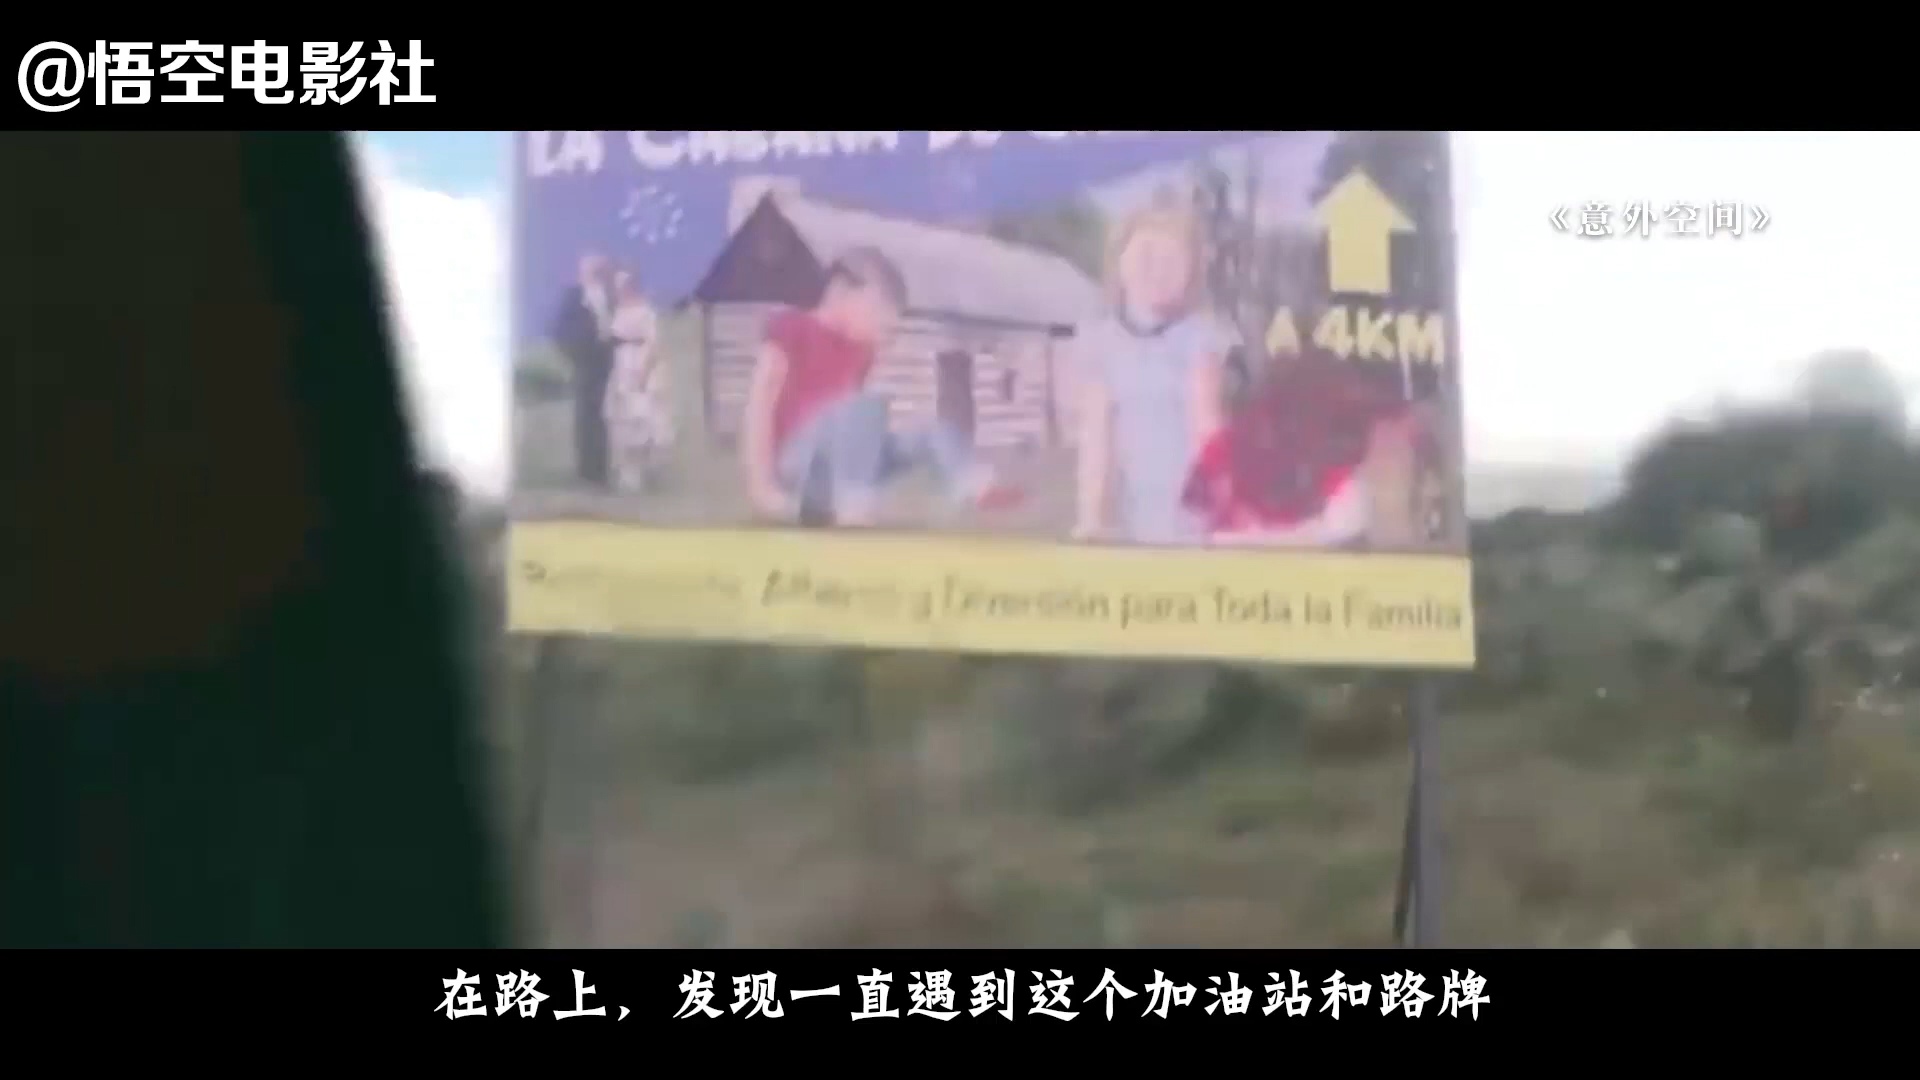 @悟空电影社
LA CABAÑA DE
《意外空间》
A 4KM
y Diversión para Toda la Familia
在路上，发现一直遇到这个加油站和路牌